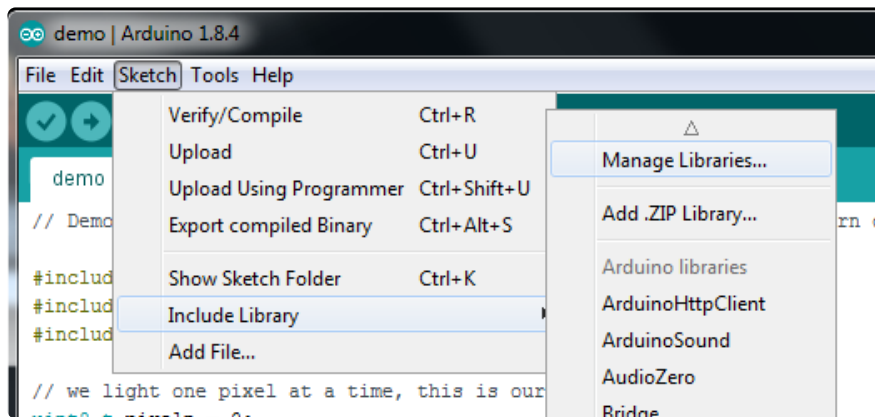 demo | Arduino 1.8.4
File Edit Sketch Tools Help
Verify/Compile Ctrl+R
Upload Ctrl+U
Upload Using Programmer Ctrl+Shift+U
Export compiled Binary Ctrl+Alt+S
Show Sketch Folder Ctrl+K
Include Library
Add File...
Manage Libraries...
Add .ZIP Library...
Arduino libraries
ArduinoHttpClient
ArduinoSound
AudioZero
Bridge
demo
// Demo
rn
#includ
#includ
#includ
// we light one pixel at a time, this is our